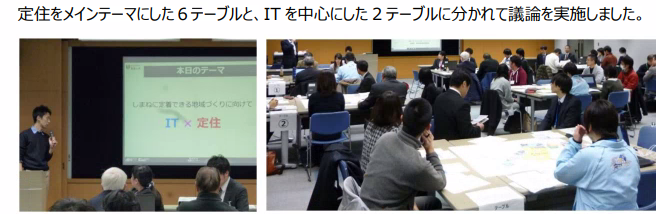 定住をメインテーマにした６テーブルと、IT を中心にした２テーブルに分かれて議論を実施しました。
本日のテーマ
しまねに定着できる地域づくりに向けて
IT × 定住
②